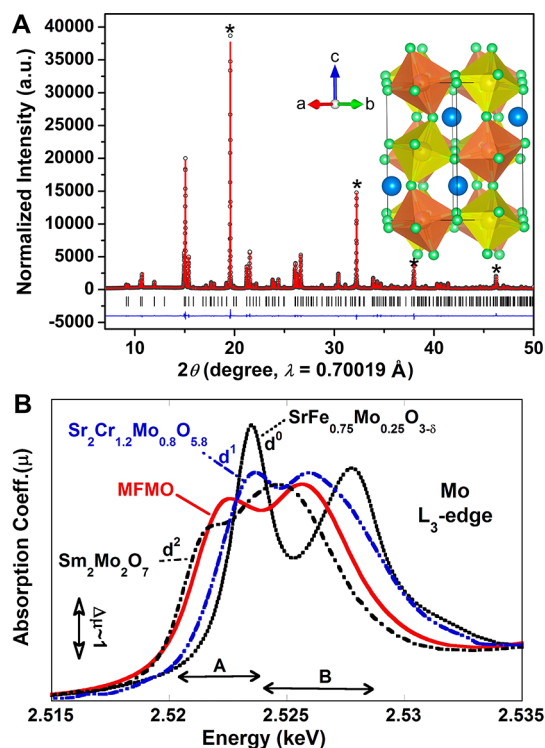 A
40000
35000
30000
25000
20000
15000
10000
5000
0
-5000
Normalized Intensity (a.u.)
*
*
*
*
c
a
b
10
20
30
40
50
2θ (degree, λ = 0.70019 Å)
B
SrFe0.75Mo0.25O3-δ
Sr2Cr1.2Mo0.8O5.8
d0
d1
MFMO
Mo
L3-edge
d2
Sm2Mo2O7
Δμ~1
Absorption Coeff.(μ)
A
B
2.515
2.520
2.525
2.530
2.535
Energy (keV)